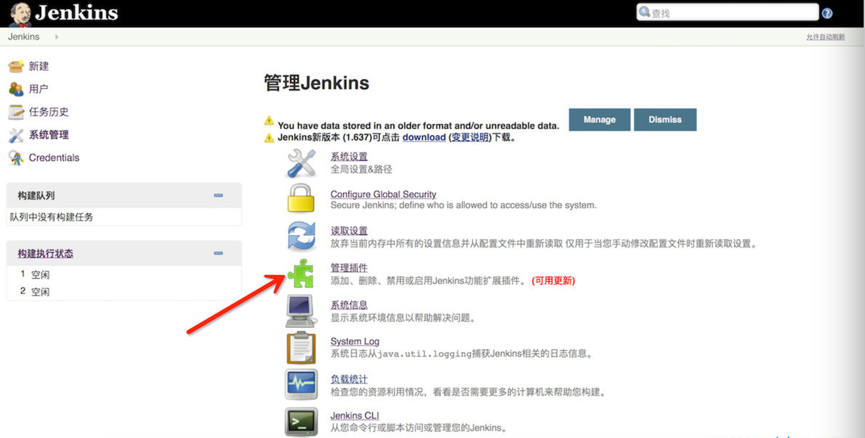 Jenkins
查找
Jenkins
允许自动刷新
新建
用户
任务历史
系统管理
Credentials
构建队列
队列中没有构建任务
构建执行状态
1 空闲
2 空闲
管理Jenkins
You have data stored in an older format and/or unreadable data.
Manage
Dismiss
Jenkins新版本 (1.637)可点击 download (变更说明)下载。
系统设置
全局设置&路径
Configure Global Security
Secure Jenkins; define who is allowed to access/use the system.
读取设置
放弃当前内存中所有的设置信息并从配置文件中重新读取 仅用于当您手动修改配置文件时重新读取设置。
管理插件
添加、删除、禁用或启用Jenkins功能扩展插件。 (可用更新)
系统信息
显示系统环境信息以帮助解决问题。
System Log
系统日志从java.util.logging捕获Jenkins相关的日志信息。
负载统计
检查您的资源利用情况，看看是否需要更多的计算机来帮助您构建。
Jenkins CLI
从您命令行或脚本访问或管理您的Jenkins。